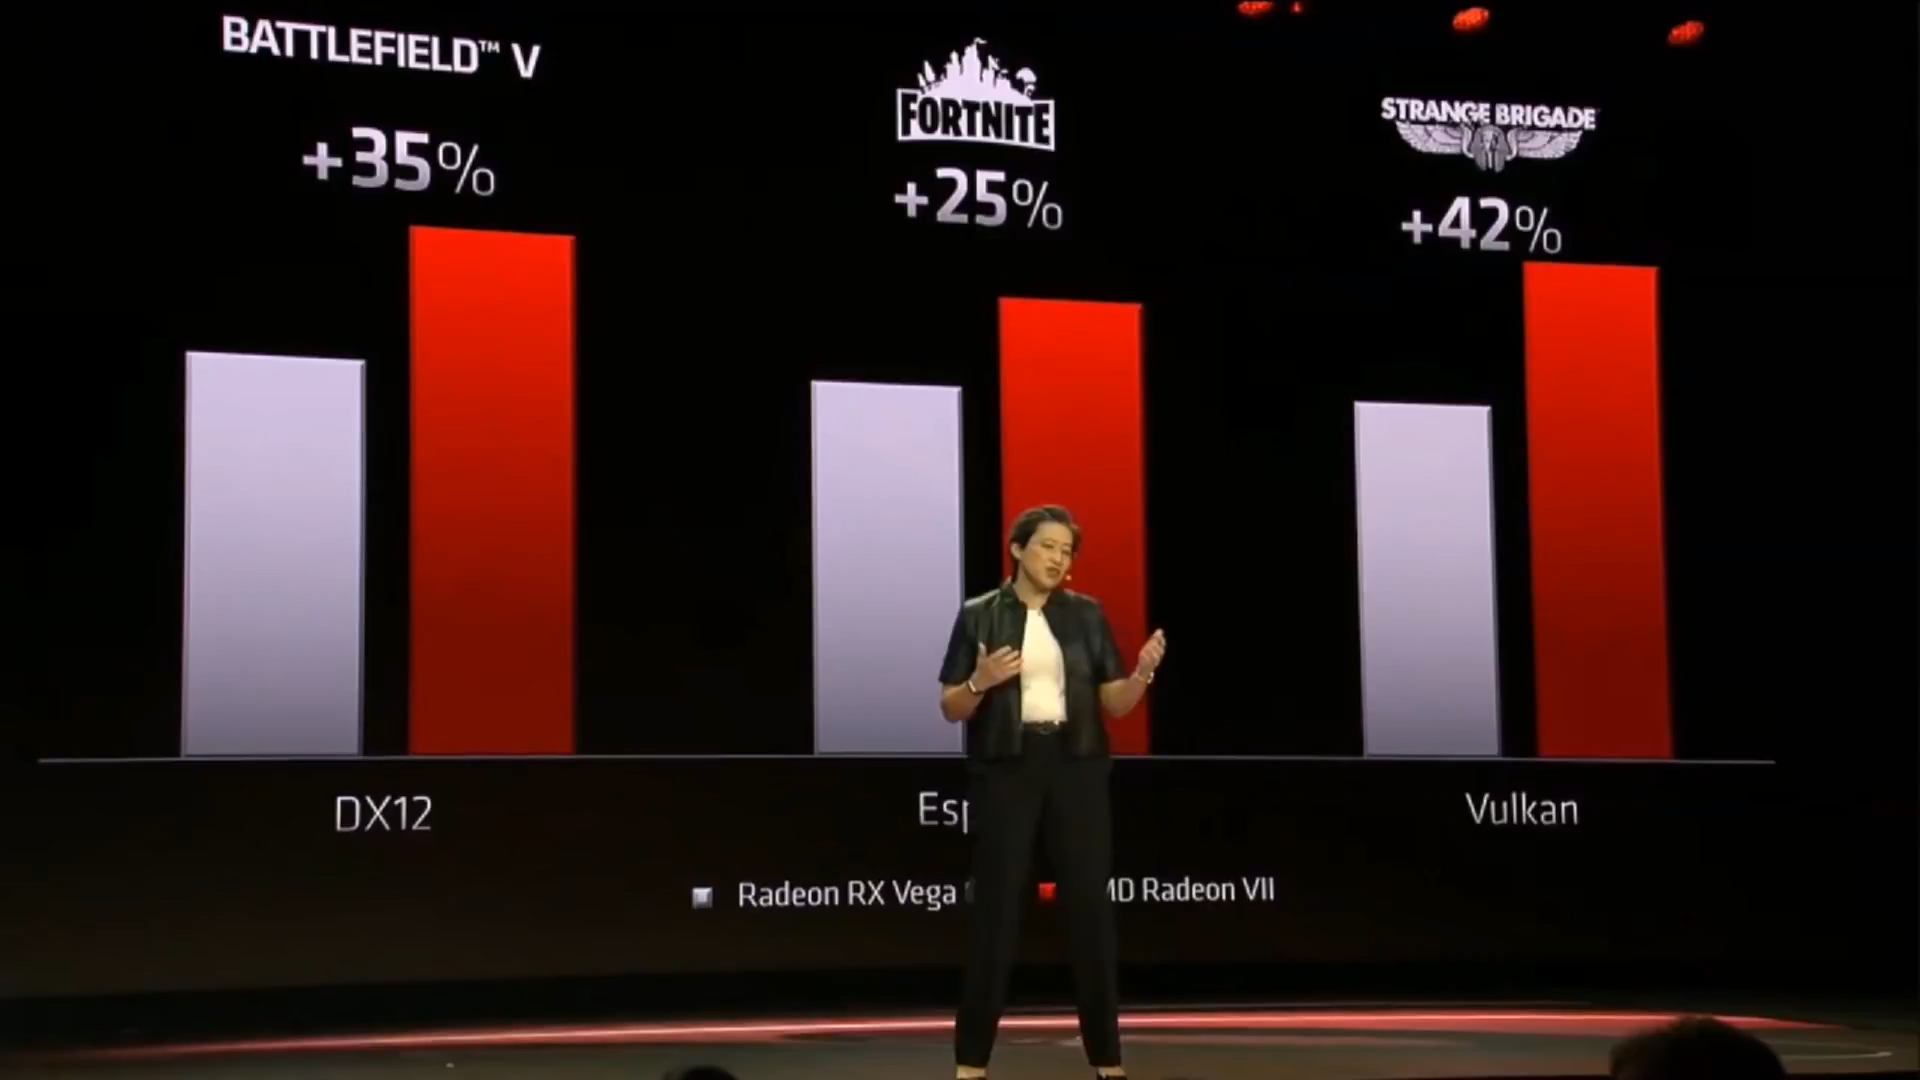 BATTLEFIELD™ V
+35%
FORTNITE
+25%
STRANGE BRIGADE
+42%
DX12
Vulkan
Radeon RX Vega
Radeon VII